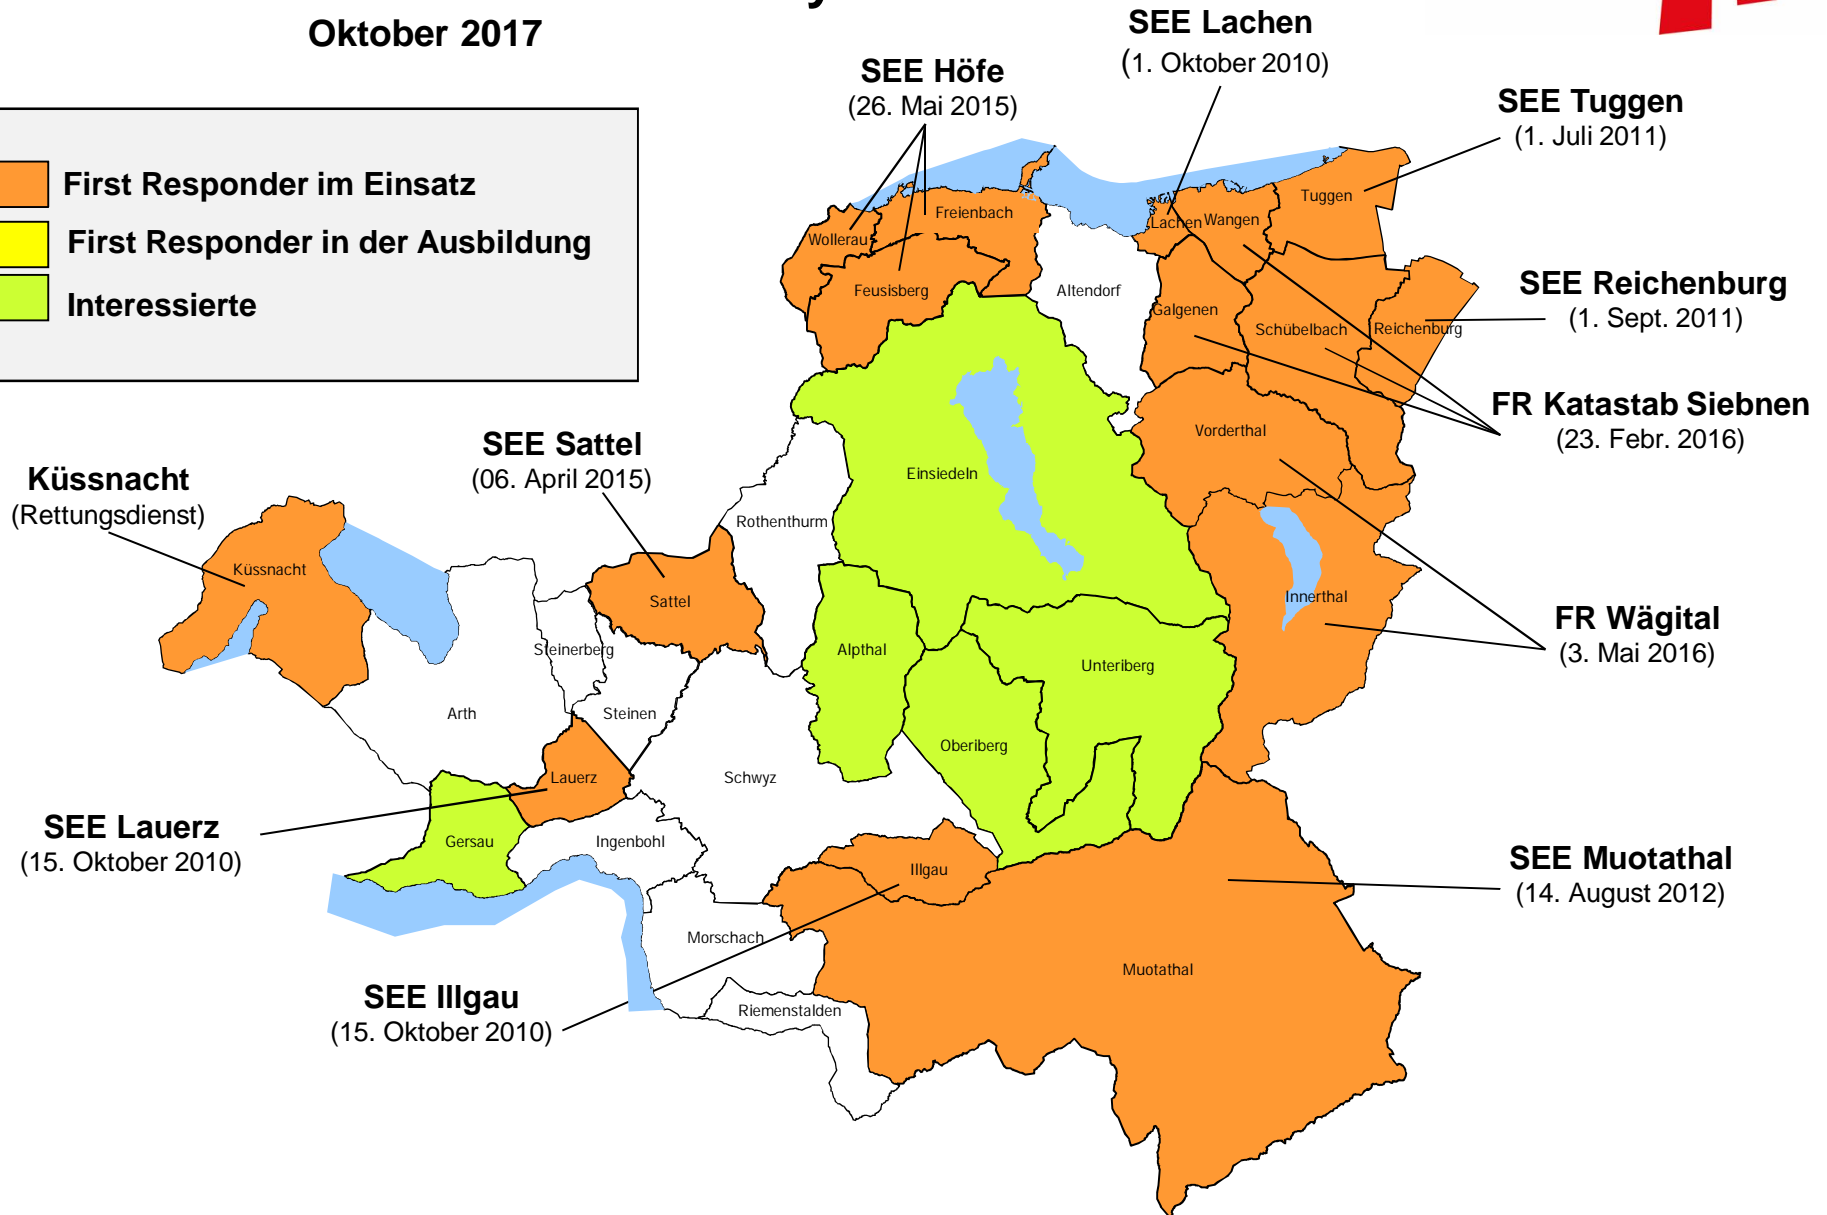 Oktober 2017
SEE Lachen
(1. Oktober 2010)
SEE Höfe
(26. Mai 2015)
SEE Tuggen
(1. Juli 2011)
First Responder im Einsatz
First Responder in der Ausbildung
Interessierte
Tuggen
Freienbach
Lachen
Wangen
Wollerau
Feusisberg
Altendorf
Galgenen
Schübelbach
Reichenburg
SEE Reichenburg
(1. Sept. 2011)
FR Katastab Siebnen
(23. Febr. 2016)
Vorderthal
SEE Sattel
(06. April 2015)
Küssnacht
(Rettungsdienst)
Einsiedeln
Rothenthurm
Küssnacht
Sattel
Innerthal
FR Wägital
(3. Mai 2016)
Steinerberg
Alpthal
Unteriberg
Arth
Steinen
Oberiberg
Lauerz
Schwyz
SEE Lauerz
(15. Oktober 2010)
Gersau
Ingenbohl
Illgau
SEE Muotathal
(14. August 2012)
Morschach
Muotathal
SEE Illgau
(15. Oktober 2010)
Riemenstalden